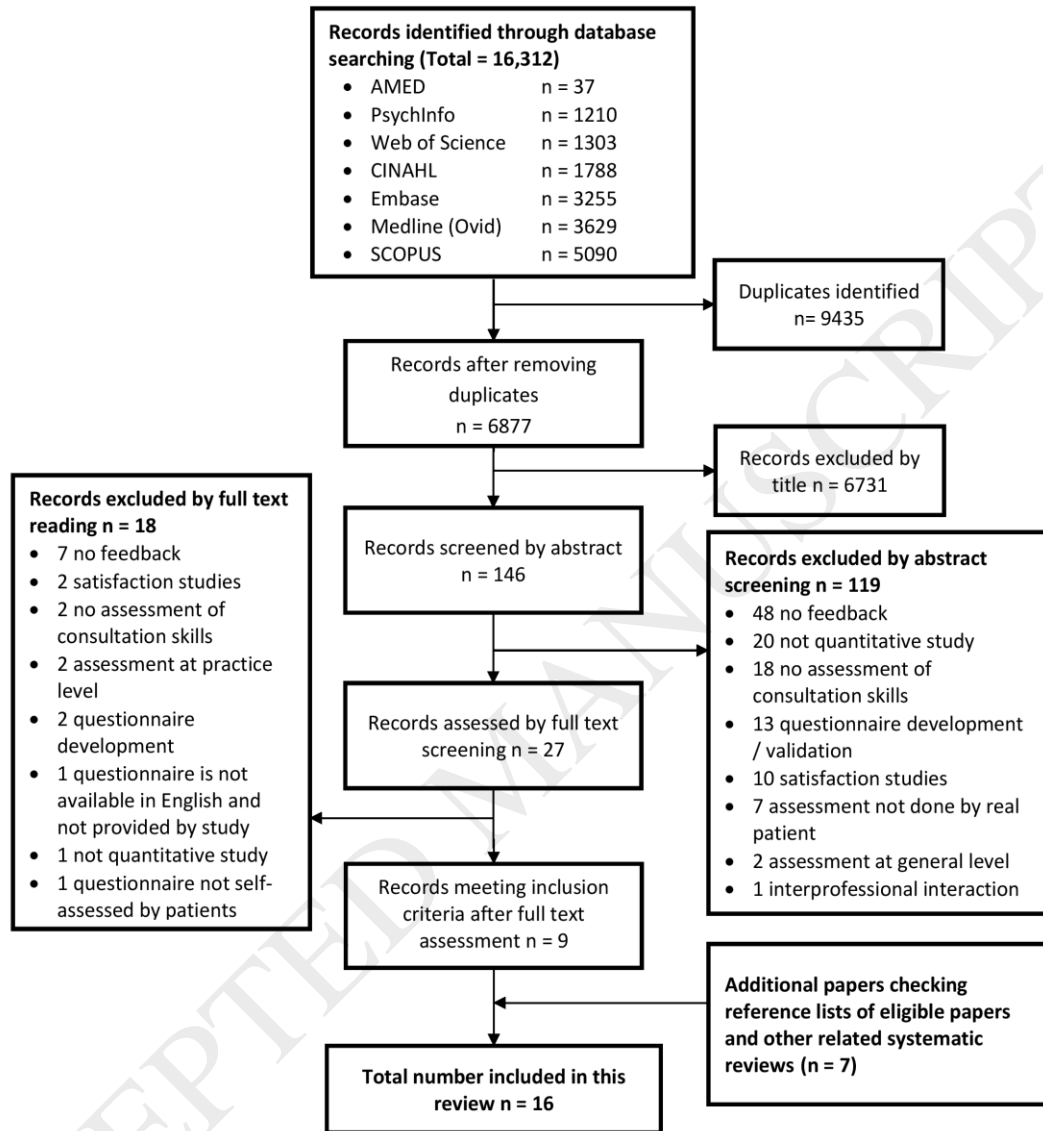 Records identified through database
searching (Total = 16,312)
• AMED n = 37
• PsychInfo n = 1210
• Web of Science n = 1303
• CINAHL n = 1788
• Embase n = 3255
• Medline (Ovid) n = 3629
• SCOPUS n = 5090
Duplicates identified
n= 9435
Records after removing
duplicates
n = 6877
Records excluded by
title n = 6731
Records screened by abstract
n = 146
Records excluded by abstract
screening n = 119
• 48 no feedback
• 20 not quantitative study
• 18 no assessment of
consultation skills
• 13 questionnaire development
/ validation
• 10 satisfaction studies
• 7 assessment not done by real
patient
• 2 assessment at general level
• 1 interprofessional interaction
Records assessed by full text
screening n = 27
Records excluded by full text
reading n = 18
• 7 no feedback
• 2 satisfaction studies
• 2 no assessment of
consultation skills
• 2 assessment at practice
level
• 2 questionnaire
development
• 1 questionnaire is not
available in English and
not provided by study
• 1 not quantitative study
• 1 questionnaire not self-
assessed by patients
Records meeting inclusion
criteria after full text
assessment n = 9
Additional papers checking
reference lists of eligible papers
and other related systematic
reviews (n = 7)
Total number included in this
review n = 16
EPTED MANUSCRIPT